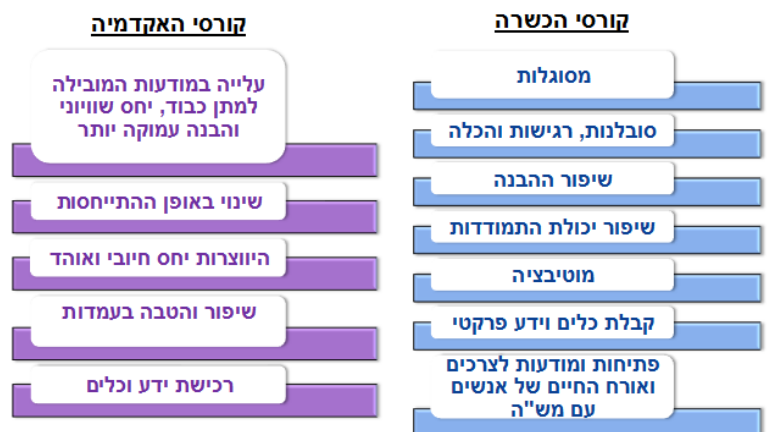 קורסי הכשרה
מסוגלות
סובלנות, רגישות והכלה
שיפור ההבנה
שיפור יכולת התמודדות
מוטיבציה
קבלת כלים וידע פרקטי
פתיחות ומודעות לצרכים
ואורח החיים של אנשים
עם מש"ה
קורסי האקדמיה
עלייה במודעות המובילה
למתן כבוד, יחס שוויוני
והבנה עמוקה יותר
שינוי באופן ההתייחסות
היווצרות יחס חיובי ואוהד
שיפור והטבה בעמדות
רכישת ידע וכלים